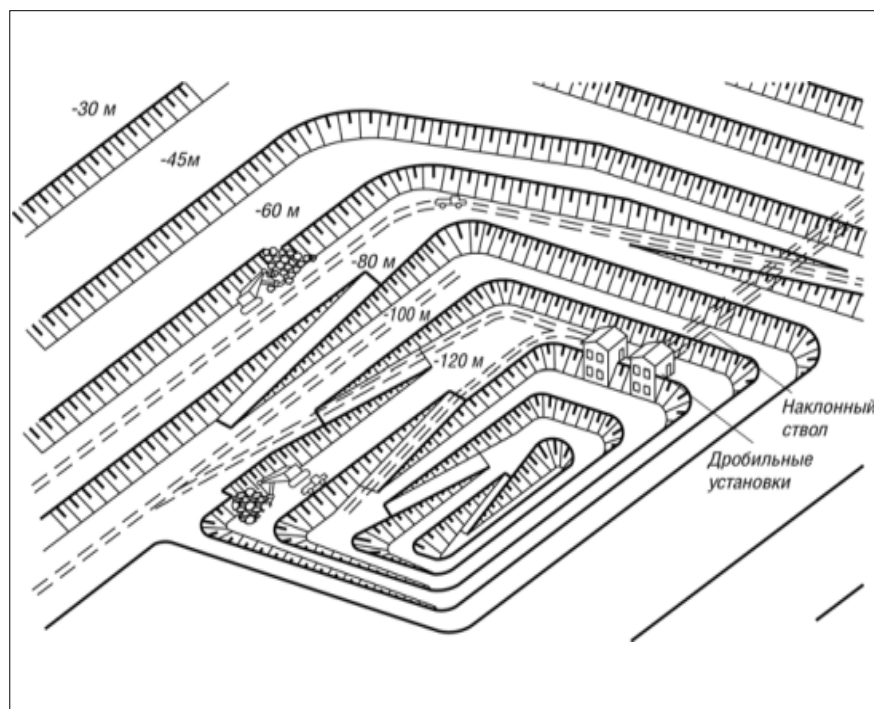 -30 м
-45м
-60 м
-80 м
-100 м
-120 м
Наклонный
ствол
Дробильные
установки